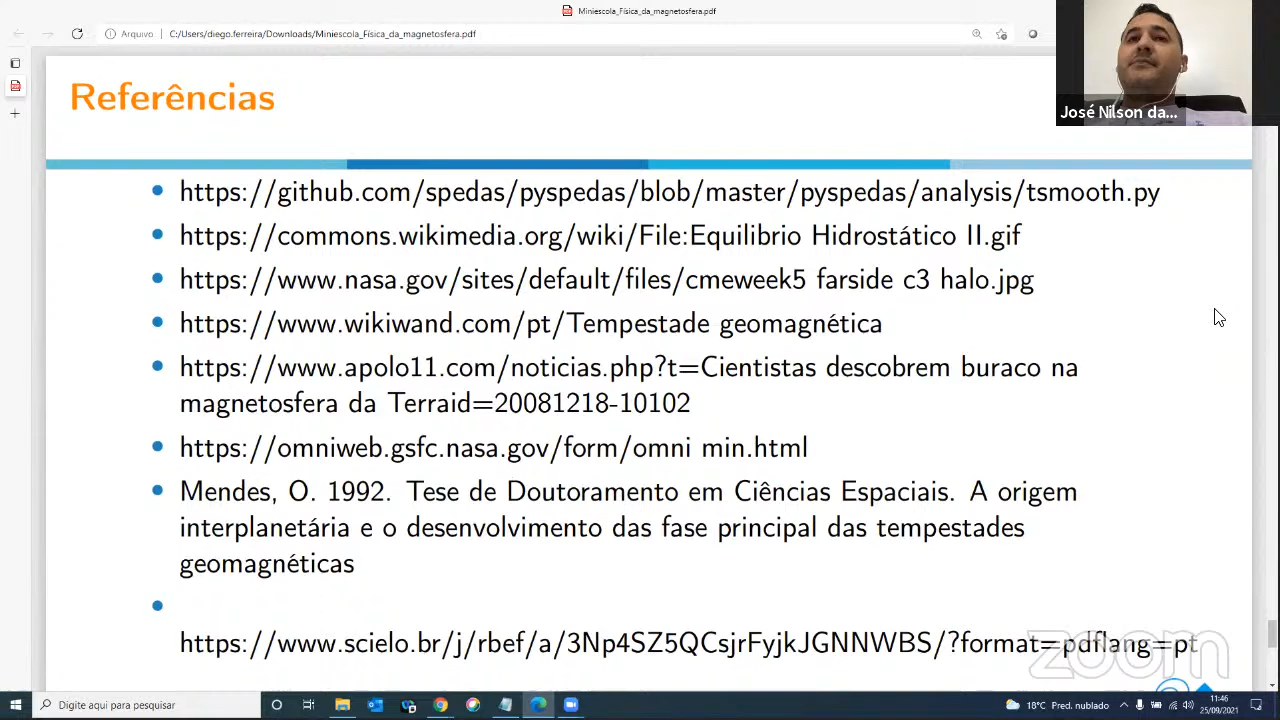 Miniescola_Física_da_magnetosfera.pdf
Arquivo
C:/Users/diego.ferreira/Downloads/Miniescola_Física_da_magnetosfera.pdf
José Nilson da...
Referências
https://github.com/spedas/pyspedas/blob/master/pyspedas/analysis/tsmooth.py
https://commons.wikimedia.org/wiki/File:Equilibrio Hidrostático II.gif
https://www.nasa.gov/sites/default/files/cmeweek5 farside c3 halo.jpg
https://www.wikiwand.com/pt/Tempestade geomagnética
https://www.apolo11.com/noticias.php?t=Cientistas descobrem buraco na
magnetosfera da Terraid=20081218-10102
https://omniweb.gsfc.nasa.gov/form/omni min.html
Mendes, O. 1992. Tese de Doutoramento em Ciências Espaciais. A origem
interplanetária e o desenvolvimento das fase principal das tempestades
geomagnéticas
https://www.scielo.br/j/rbef/a/3Np4SZ5QCsjrFyjkJGNNWBS/?format=pdflang=pt
zoom
Digite aqui para pesquisar
18°C Pred. nublado
11:46
25/09/2021